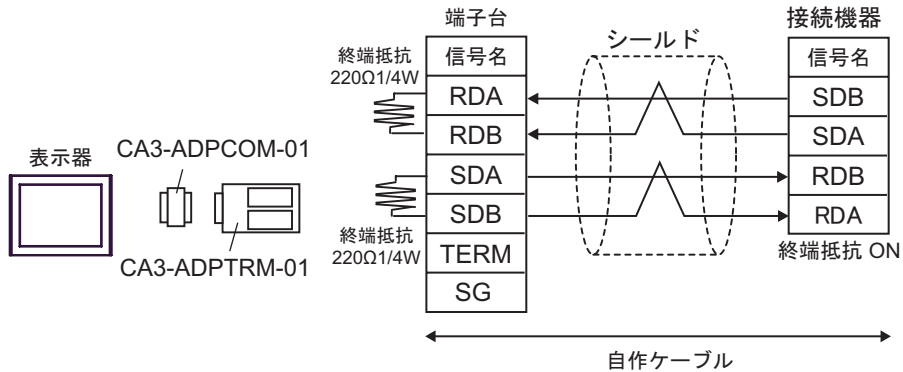 端子台
接続機器
シールド
終端抵抗
220Ω1/4W
信号名
信号名
RDA
SDB
RDB
SDA
表示器
CA3-ADPCOM-01
SDA
RDB
SDB
RDA
CA3-ADPTRM-01
終端抵抗
220Ω1/4W
TERM
終端抵抗 ON
SG
自作ケーブル